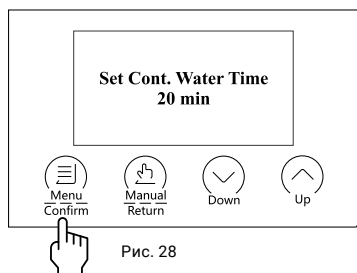 Set Cont. Water Time
20 min
Menu
Confirm
Manual
Return
Down
Up
Рис. 28